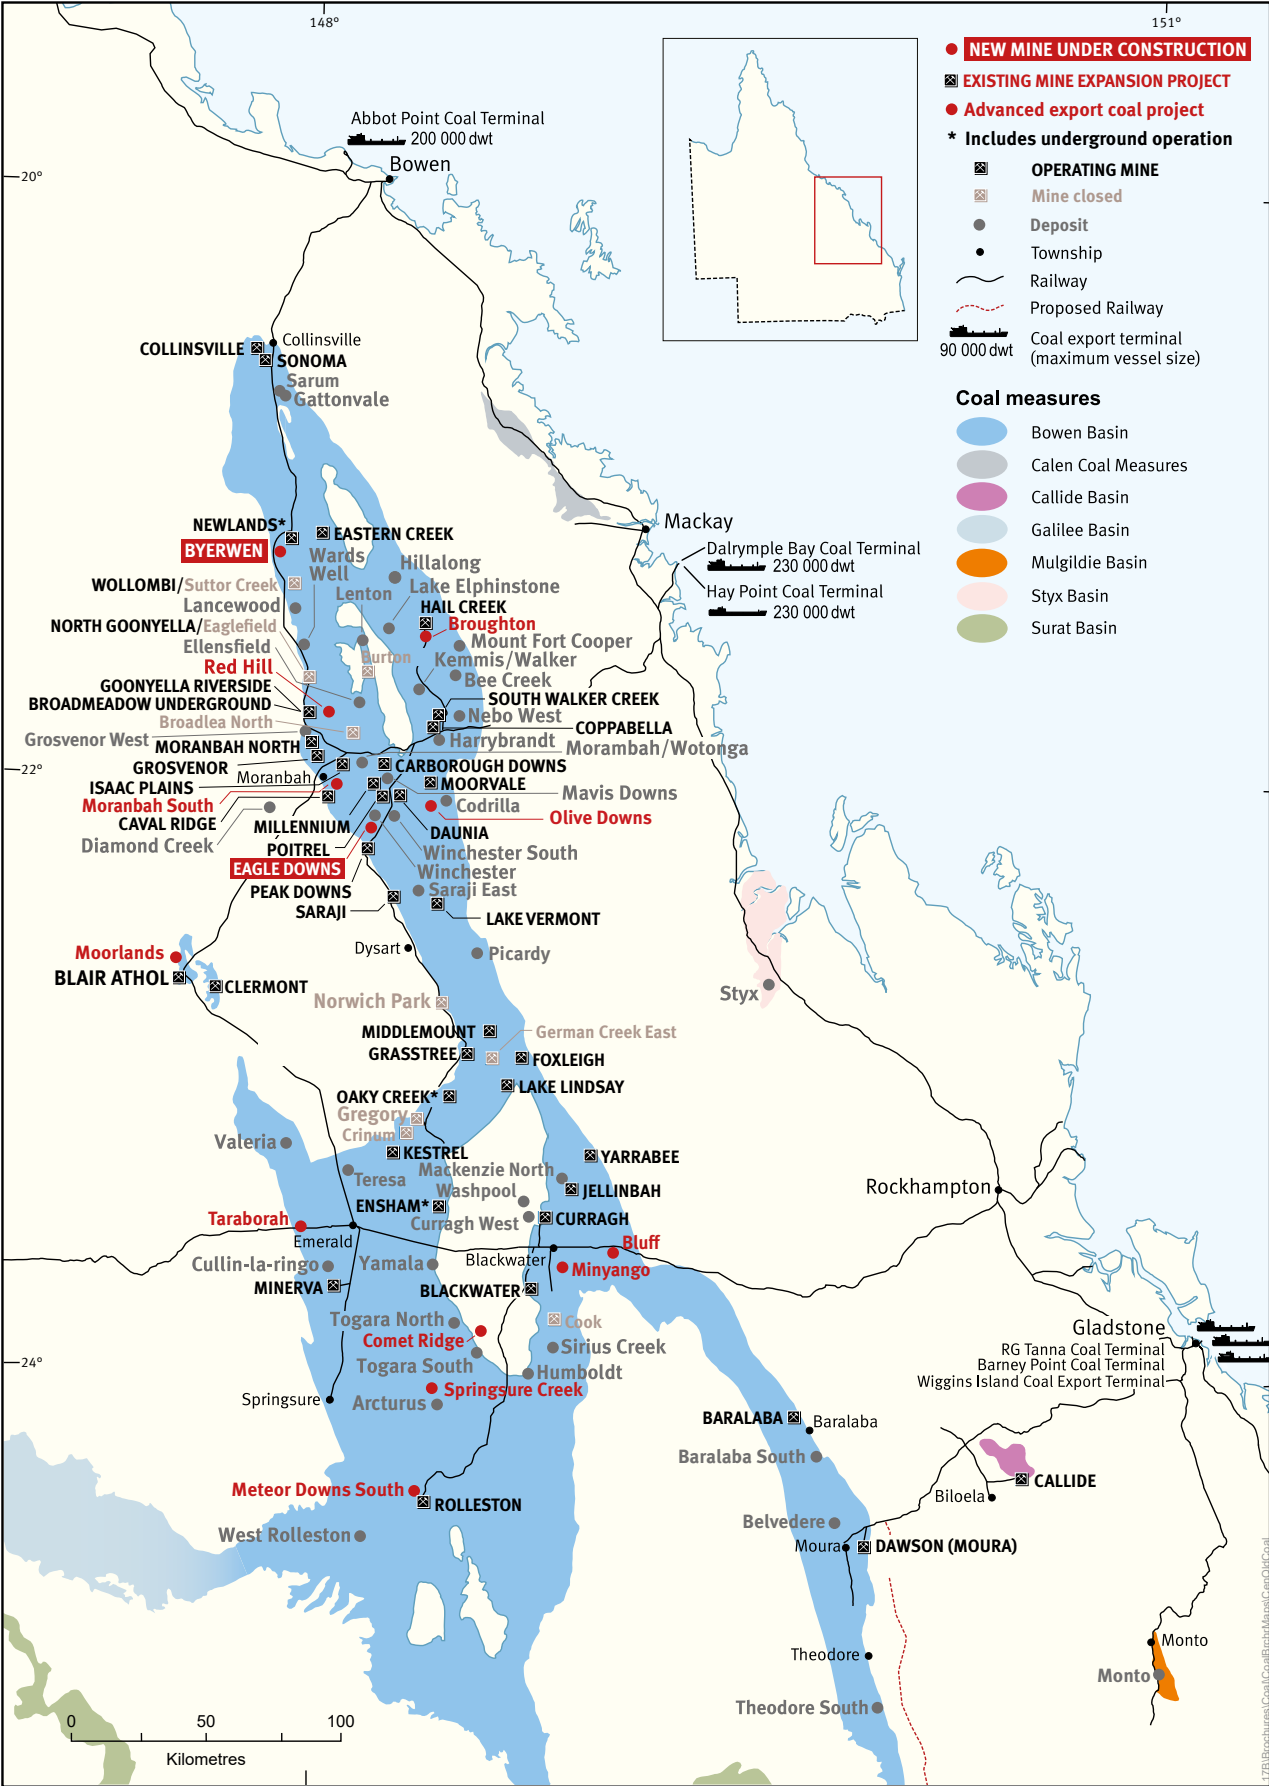 148°
151°
NEW MINE UNDER CONSTRUCTION
EXISTING MINE EXPANSION PROJECT
Advanced export coal project
* Includes underground operation
OPERATING MINE
Mine closed
Deposit
Township
Railway
Proposed Railway
90 000 dwt
Coal export terminal
(maximum vessel size)
Coal measures
Bowen Basin
Calen Coal Measures
Callide Basin
Galilee Basin
Mulgildie Basin
Styx Basin
Surat Basin
Abbot Point Coal Terminal
200 000 dwt
Bowen
20°
Collinsville
COLLINSVILLE
SONOMA
Sarum
Gattonvale
NEWLANDS*
EASTERN CREEK
BYERWEN
Wards
Well
Hillalong
WOLLOMBI/Suttor Creek
Lenton
Lake Elphinstone
Lancewood
HAIL CREEK
NORTH GOONYELLA/Eaglefield
Broughton
Ellensfield
Mount Fort Cooper
Burton
Red Hill
Kemmis/Walker
GOONYELLA RIVERSIDE
Bee Creek
BROADMEADOW UNDERGROUND
SOUTH WALKER CREEK
Broadlea North
Nebo West
COPPABELLA
Grosvenor West
MORANBAH NORTH
Harrybrandt
Morambah/Wotonga
GROSVENOR
CARBOROUGH DOWNS
22°
Moranbah
ISAAC PLAINS
MOORVALE
Mavis Downs
Moranbah South
Codrilla
CAVAL RIDGE
Olive Downs
MILLENNIUM
DAUNIA
Diamond Creek
POITREL
Winchester South
EAGLE DOWNS
Winchester
PEAK DOWNS
Saraji East
SARAJI
LAKE VERMONT
Mackay
Dalrymple Bay Coal Terminal
230 000 dwt
Hay Point Coal Terminal
230 000 dwt
Dysart
Moorlands
Picardy
BLAIR ATHOL
CLERMONT
Styx
Norwich Park
MIDDLEMOUNT
German Creek East
GRASSTREE
FOXLEIGH
LAKE LINDSAY
OAKY CREEK*
Gregory
Crinum
Valeria
KESTREL
YARRABEE
Teresa
Mackenzie North
JELLINBAH
Washpool
Rockhampton
ENSHAM*
CURRAGH
Taraborah
Curragh West
Emerald
Bluff
Cullin-la-ringo
Yamala
Blackwater
Minyango
MINERVA
BLACKWATER
Togara North
Cook
Gladstone
Comet Ridge
Sirius Creek
RG Tanna Coal Terminal
24°
Togara South
Barney Point Coal Terminal
Humboldt
Wiggins Island Coal Export Terminal
Springsure
Springsure Creek
Arcturus
BARALABA
Baralaba
Baralaba South
CALLIDE
Meteor Downs South
Biloela
ROLLESTON
Belvedere
West Rolleston
Moura
DAWSON (MOURA)
Theodore
Monto
Monto
Theodore South
0
50
100
Kilometres
17B\Brochures\Coal\CoalBrchrMaps\CenQldCoal